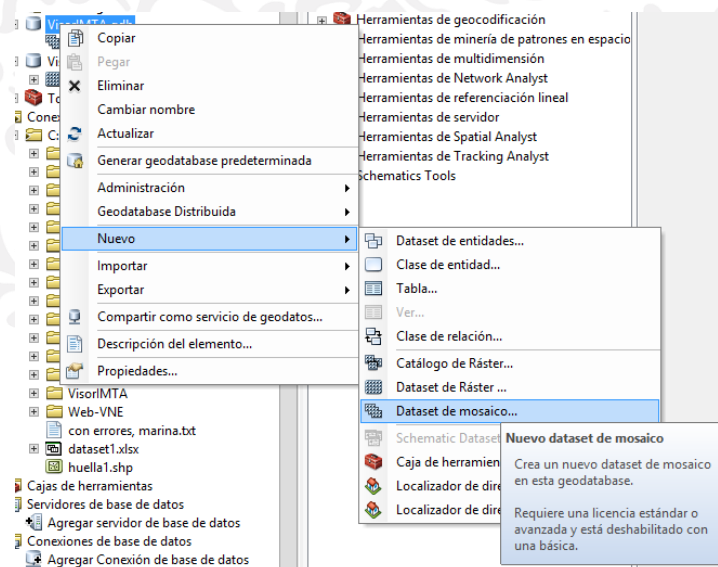 VisorIMTA.gdb
Copiar
Pegar
Eliminar
Cambiar nombre
Actualizar
Generar geodatabase predeterminada
Administración
Geodatabase Distribuida
Nuevo
Importar
Exportar
Compartir como servicio de geodatos...
Descripción del elemento...
Propiedades...
VisorIMTA
Web-VNE
con errores, marina.txt
dataset1.xlsx
huella1.shp
Cajas de herramientas
Servidores de base de datos
Agregar servidor de base de datos
Conexiones de base de datos
Agregar Conexión de base de datos
Herramientas de geocodificación
Herramientas de minería de patrones en espacio
Herramientas de multidimensión
Herramientas de Network Analyst
Herramientas de referenciación lineal
Herramientas de servidor
Herramientas de Spatial Analyst
Herramientas de Tracking Analyst
Schematics Tools
Dataset de entidades...
Clase de entidad...
Tabla...
Ver...
Clase de relación...
Catálogo de Ráster...
Dataset de Ráster ...
Dataset de mosaico...
Schematic Dataset
Caja de herramien
Localizador de dire
Localizador de dire
Nuevo dataset de mosaico
Crea un nuevo dataset de mosaico
en esta geodatabase.
Requiere una licencia estándar o
avanzada y está deshabilitado con
una básica.